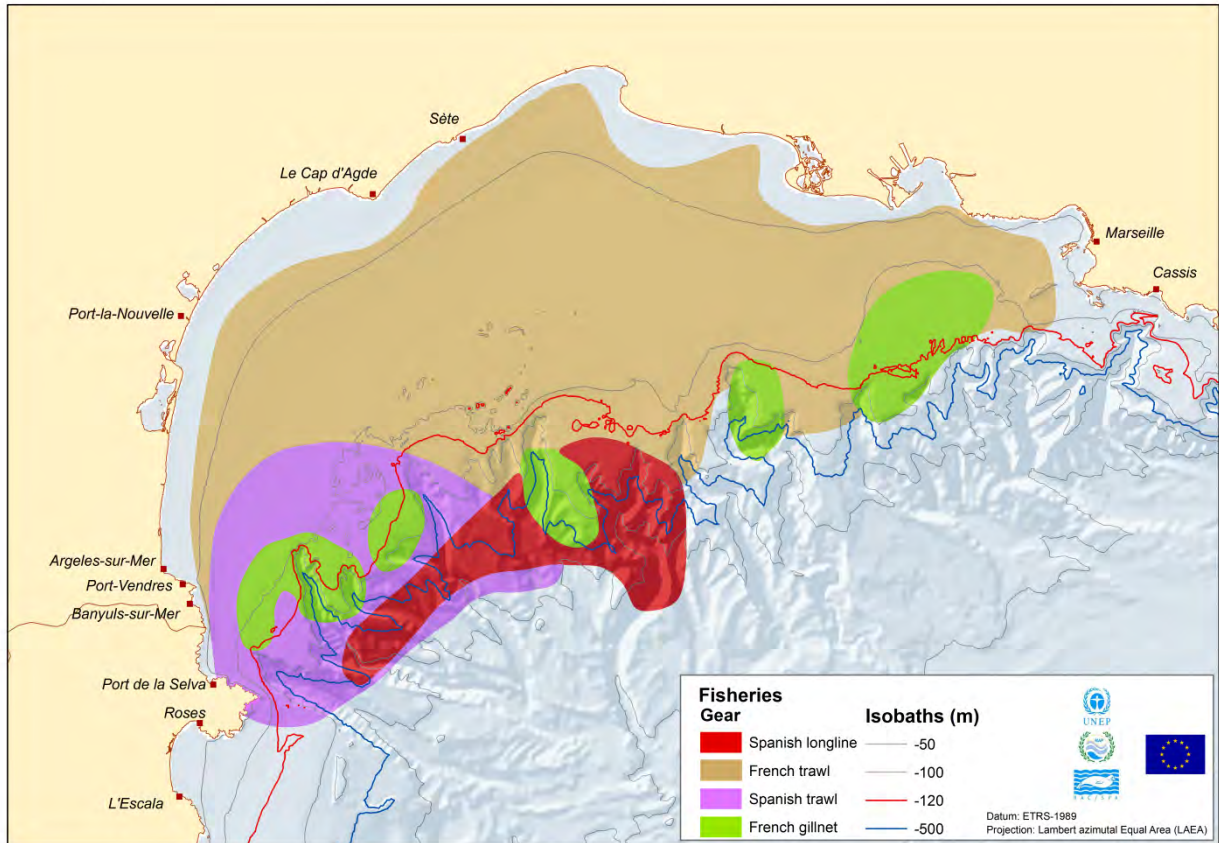 Sète
Le Cap d'Agde
Marseille
Cassis
Port-la-Nouvelle
Argeles-sur-Mer
Port-Vendres
Banyuls-sur-Mer
Port de la Selva
Roses
L'Escala
Fisheries
Gear
Spanish longline
French trawl
Spanish trawl
French gillnet
Isobaths (m)
-50
-100
-120
-500
UNEP
Datum: ETRS-1989
Projection: Lambert azimutal Equal Area (LAEA)